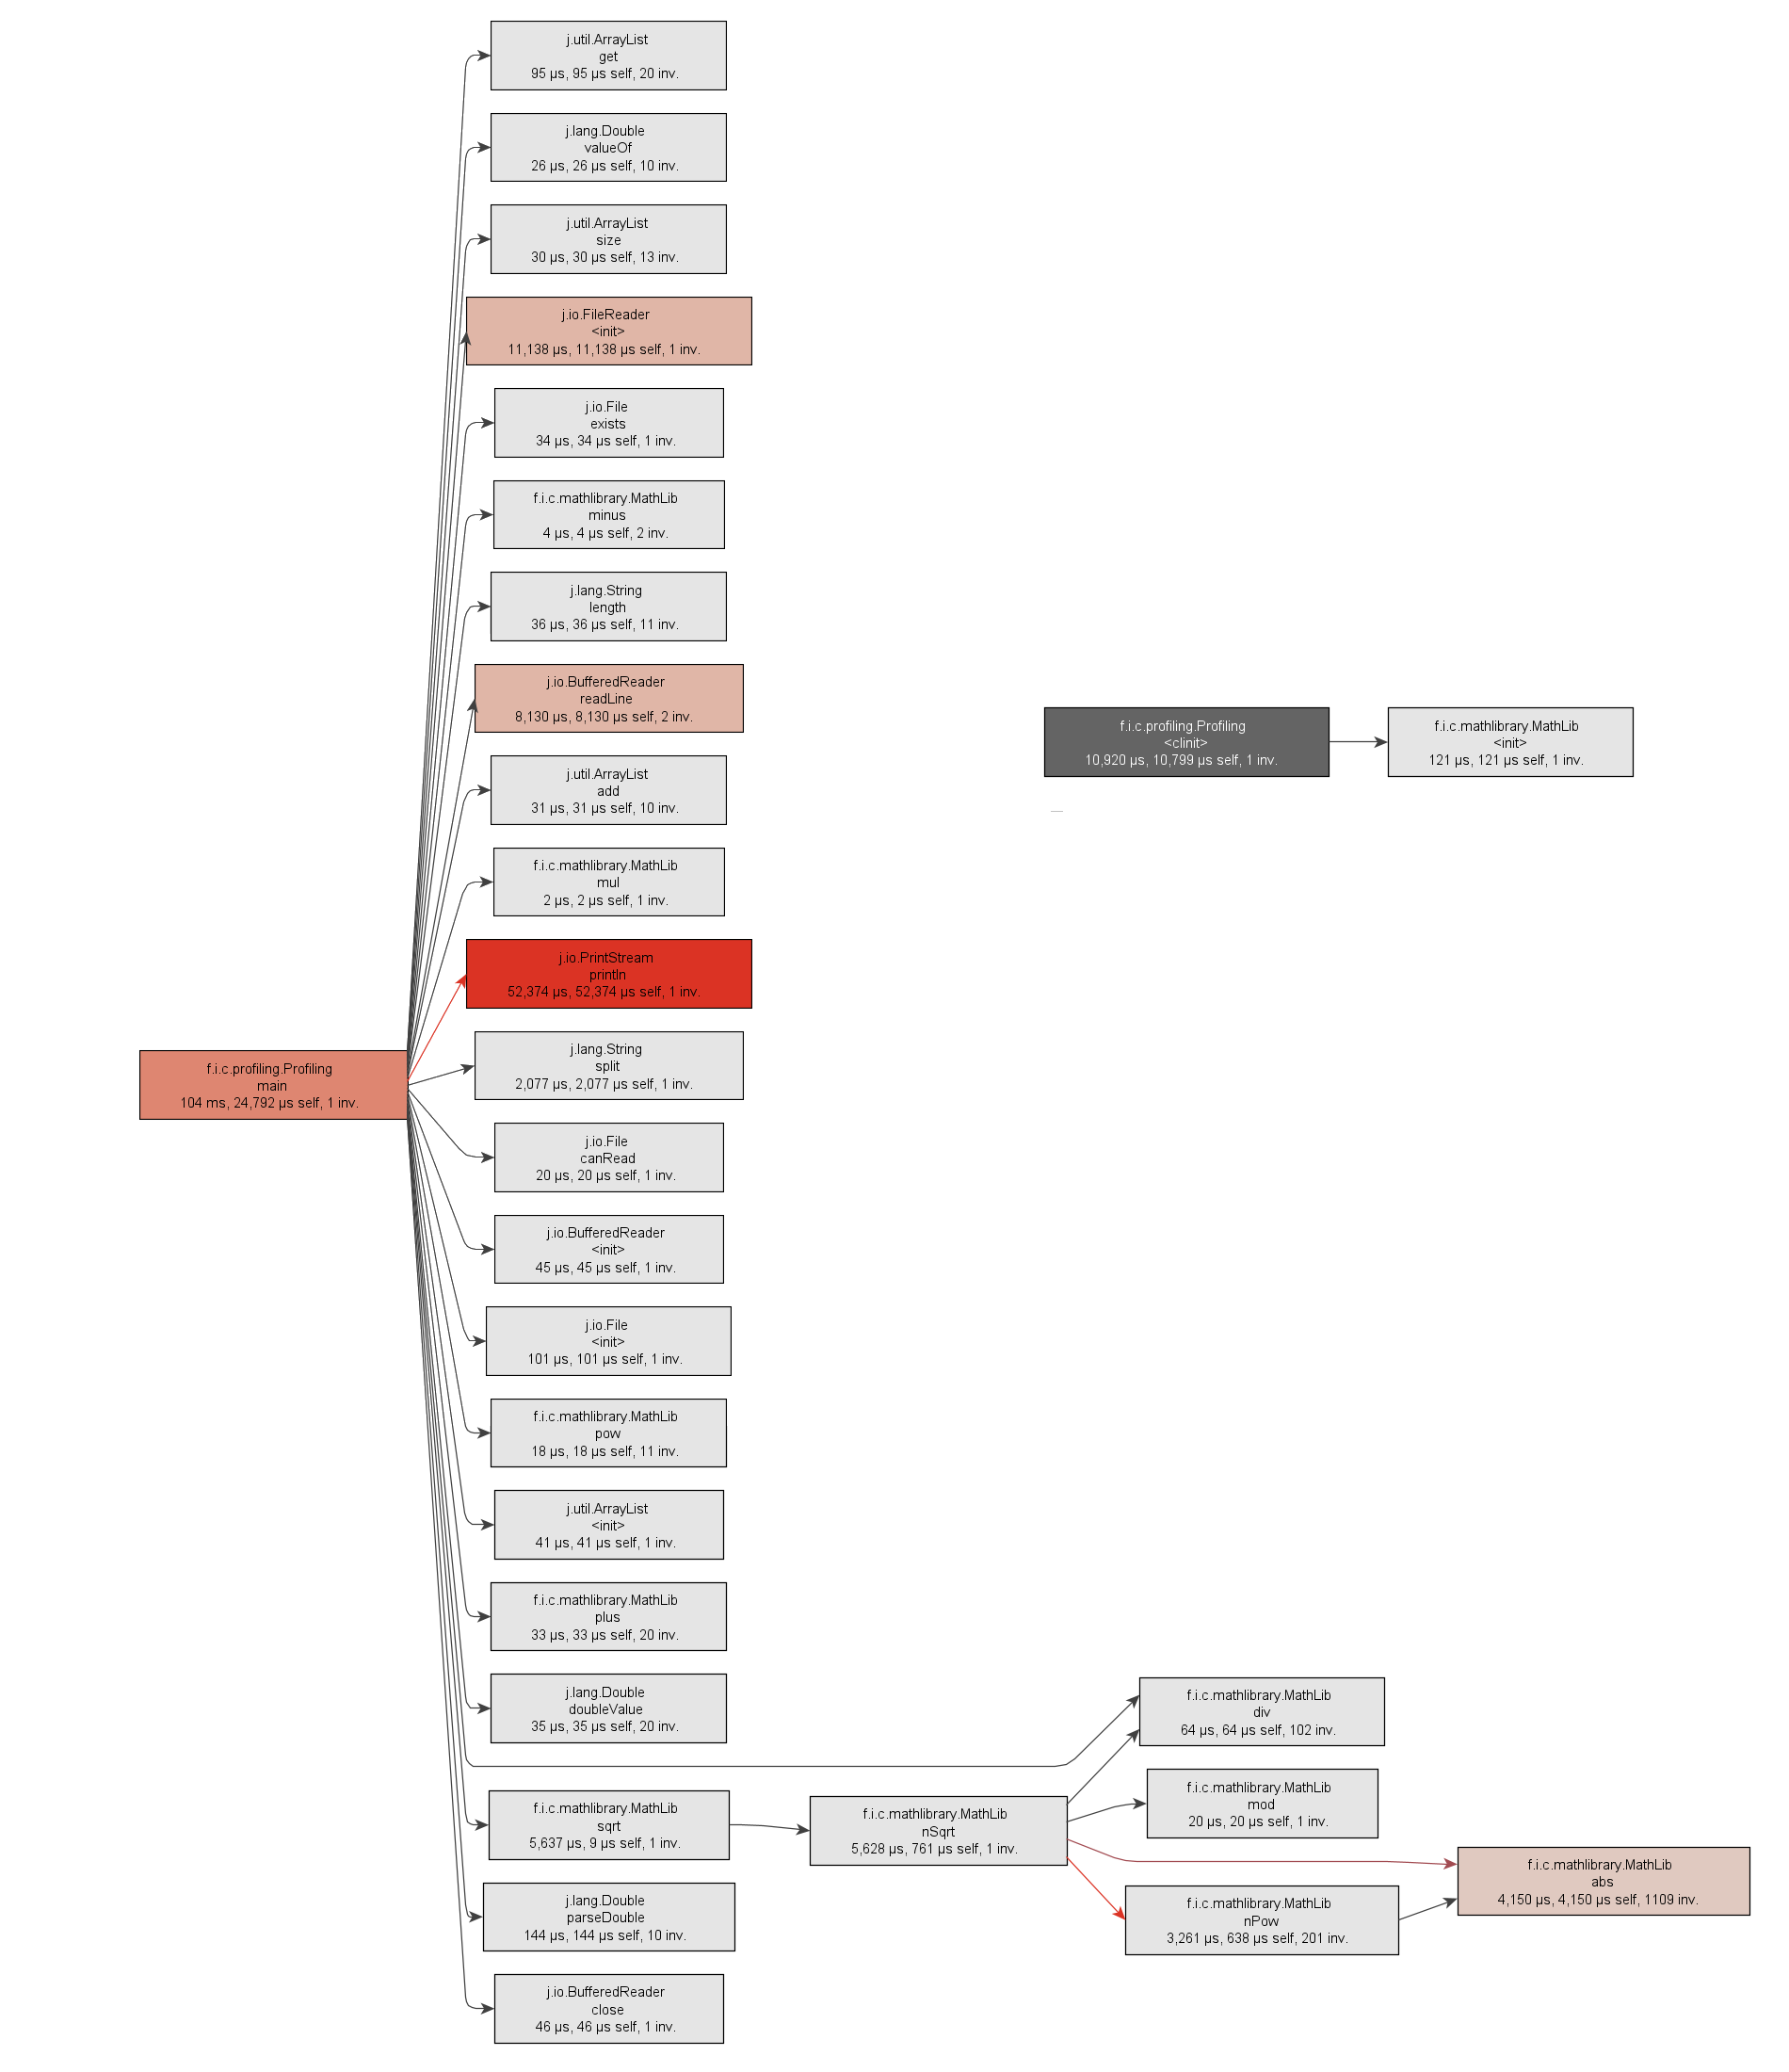 j.util.ArrayList
get
95 µs, 95 µs self, 20 inv.
j.lang.Double
valueOf
26 µs, 26 µs self, 10 inv.
j.util.ArrayList
size
30 µs, 30 µs self, 13 inv.
j.io.FileReader
<init>
11,138 µs, 11,138 µs self, 1 inv.
j.io.File
exists
34 µs, 34 µs self, 1 inv.
f.i.c.mathlibrary.MathLib
minus
4 µs, 4 µs self, 2 inv.
j.lang.String
length
36 µs, 36 µs self, 11 inv.
j.io.BufferedReader
readLine
8,130 µs, 8,130 µs self, 2 inv.
f.i.c.profiling.Profiling
<clinit>
10,920 µs, 10,799 µs self, 1 inv.
f.i.c.mathlibrary.MathLib
<init>
121 µs, 121 µs self, 1 inv.
j.util.ArrayList
add
31 µs, 31 µs self, 10 inv.
f.i.c.mathlibrary.MathLib
mul
2 µs, 2 µs self, 1 inv.
j.io.PrintStream
println
52,374 µs, 52,374 µs self, 1 inv.
j.lang.String
split
2,077 µs, 2,077 µs self, 1 inv.
f.i.c.profiling.Profiling
main
104 ms, 24,792 µs self, 1 inv.
j.io.File
canRead
20 µs, 20 µs self, 1 inv.
j.io.BufferedReader
<init>
45 µs, 45 µs self, 1 inv.
j.io.File
<init>
101 µs, 101 µs self, 1 inv.
f.i.c.mathlibrary.MathLib
pow
18 µs, 18 µs self, 11 inv.
j.util.ArrayList
<init>
41 µs, 41 µs self, 1 inv.
f.i.c.mathlibrary.MathLib
plus
33 µs, 33 µs self, 20 inv.
j.lang.Double
doubleValue
35 µs, 35 µs self, 20 inv.
f.i.c.mathlibrary.MathLib
div
64 µs, 64 µs self, 102 inv.
f.i.c.mathlibrary.MathLib
mod
20 µs, 20 µs self, 1 inv.
f.i.c.mathlibrary.MathLib
sqrt
5,637 µs, 9 µs self, 1 inv.
f.i.c.mathlibrary.MathLib
nSqrt
5,628 µs, 761 µs self, 1 inv.
f.i.c.mathlibrary.MathLib
abs
4,150 µs, 4,150 µs self, 1109 inv.
f.i.c.mathlibrary.MathLib
nPow
3,261 µs, 638 µs self, 201 inv.
j.lang.Double
parseDouble
144 µs, 144 µs self, 10 inv.
j.io.BufferedReader
close
46 µs, 46 µs self, 1 inv.